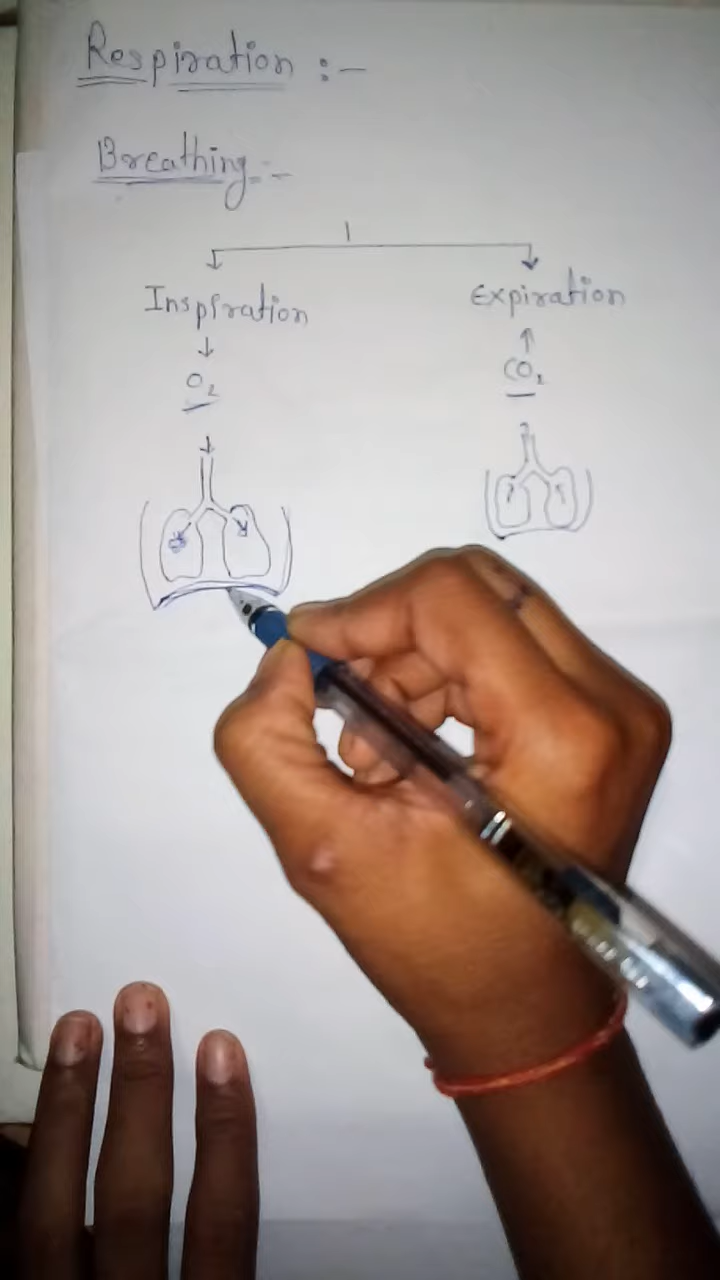 Respiration :-
Breathing :-
Inspiration
Expiration
O2
CO2